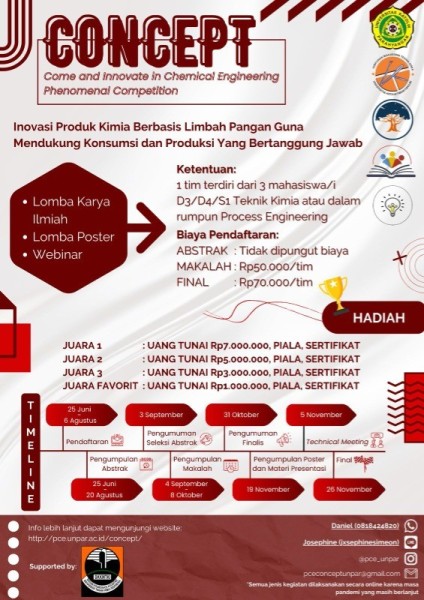 CONCEPT
Come and Innovate in Chemical Engineering
Phenomenal Competition
Inovasi Produk Kimia Berbasis Limbah Pangan Guna
Mendukung Konsumsi dan Produksi Yang Bertanggung Jawab
Lomba Karya
Ilmiah
Lomba Poster
Webinar
Ketentuan:
1 tim terdiri dari 3 mahasiswa/i
D3/D4/S1 Teknik Kimia atau dalam
rumpun Process Engineering
Biaya Pendaftaran:
ABSTRAK : Tidak dipungut biaya
MAKALAH : Rp50.000/tim
FINAL : Rp70.000/tim
HADIAH
JUARA 1 : UANG TUNAI Rp7.000.000, PIALA, SERTIFIKAT
JUARA 2 : UANG TUNAI Rp5.000.000, PIALA, SERTIFIKAT
JUARA 3 : UANG TUNAI Rp3.000.000, PIALA, SERTIFIKAT
JUARA FAVORIT : UANG TUNAI Rp1.000.000, PIALA, SERTIFIKAT
TIMELINE
25 Juni
-
6 Agustus
3 September
31 Oktober
5 November
Pendaftaran
Pengumuman
Seleksi Abstrak
Pengumuman
Finalis
Technical Meeting
Pengumpulan
Abstrak
Pengumpulan
Makalah
Pengumpulan Poster
dan Materi Presentasi
Final
25 Juni
-
20 Agustus
4 September
-
8 Oktober
19 November
26 November
Info lebih lanjut dapat mengunjungi website:
http://pce.unpar.ac.id/concept/
Supported by:
Daniel (0818424820)
Josephine (ixsephinesimeon)
@pce_unpar
pceconceptunpar@gmail.com
*Semua jenis kegiatan dilaksanakan secara online karena masa
pandemi yang masih berlanjut